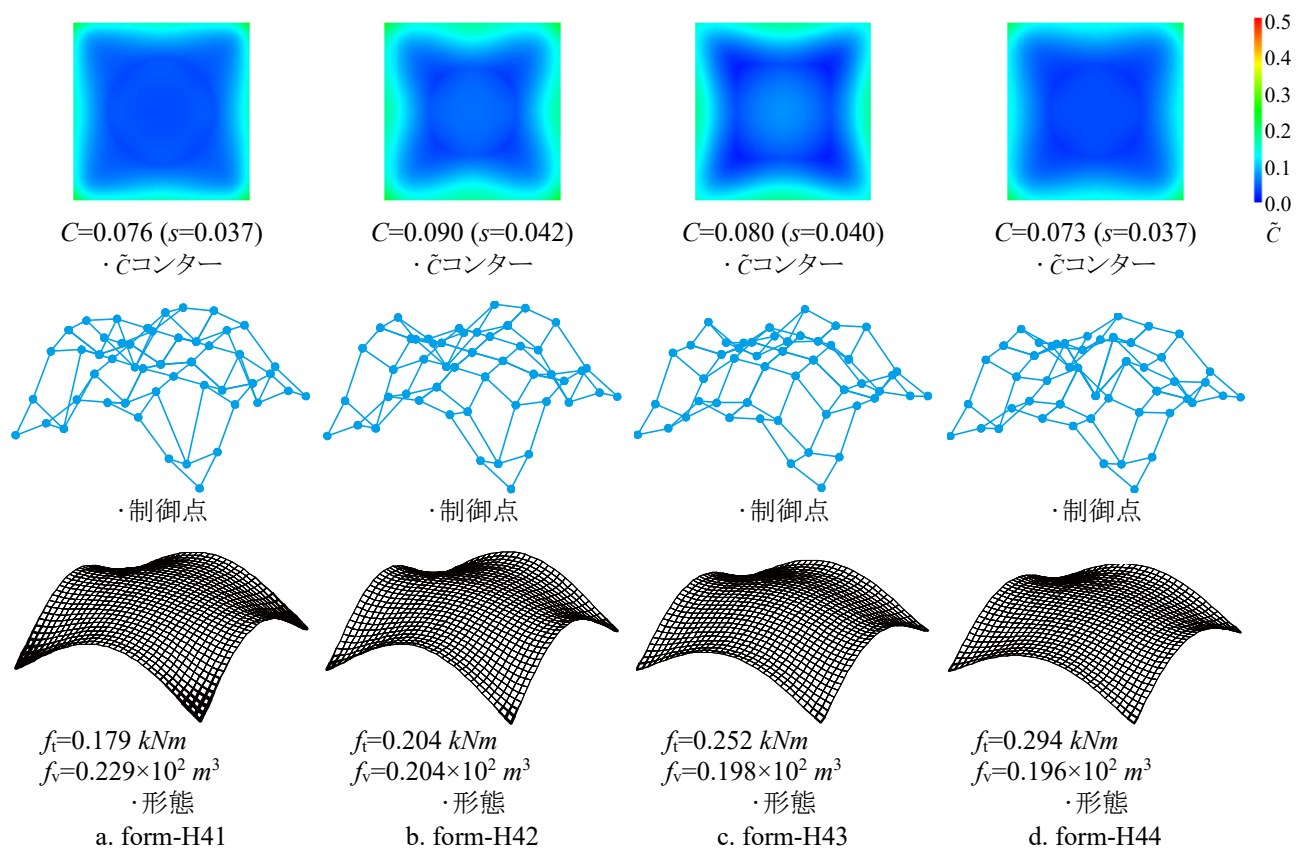 0.5
0.4
0.3
0.2
0.1
0.0
C̃
C=0.076 (s=0.037)
C=0.090 (s=0.042)
C=0.080 (s=0.040)
C=0.073 (s=0.037)
· C̃コンター
· C̃コンター
· C̃コンター
· C̃コンター
·制御点
·制御点
·制御点
·制御点
fₜ=0.179 kNm
fᵥ=0.229×10² m³
·形態
a. form-H41
fₜ=0.204 kNm
fᵥ=0.204×10² m³
·形態
b. form-H42
fₜ=0.252 kNm
fᵥ=0.198×10² m³
·形態
c. form-H43
fₜ=0.294 kNm
fᵥ=0.196×10² m³
·形態
d. form-H44